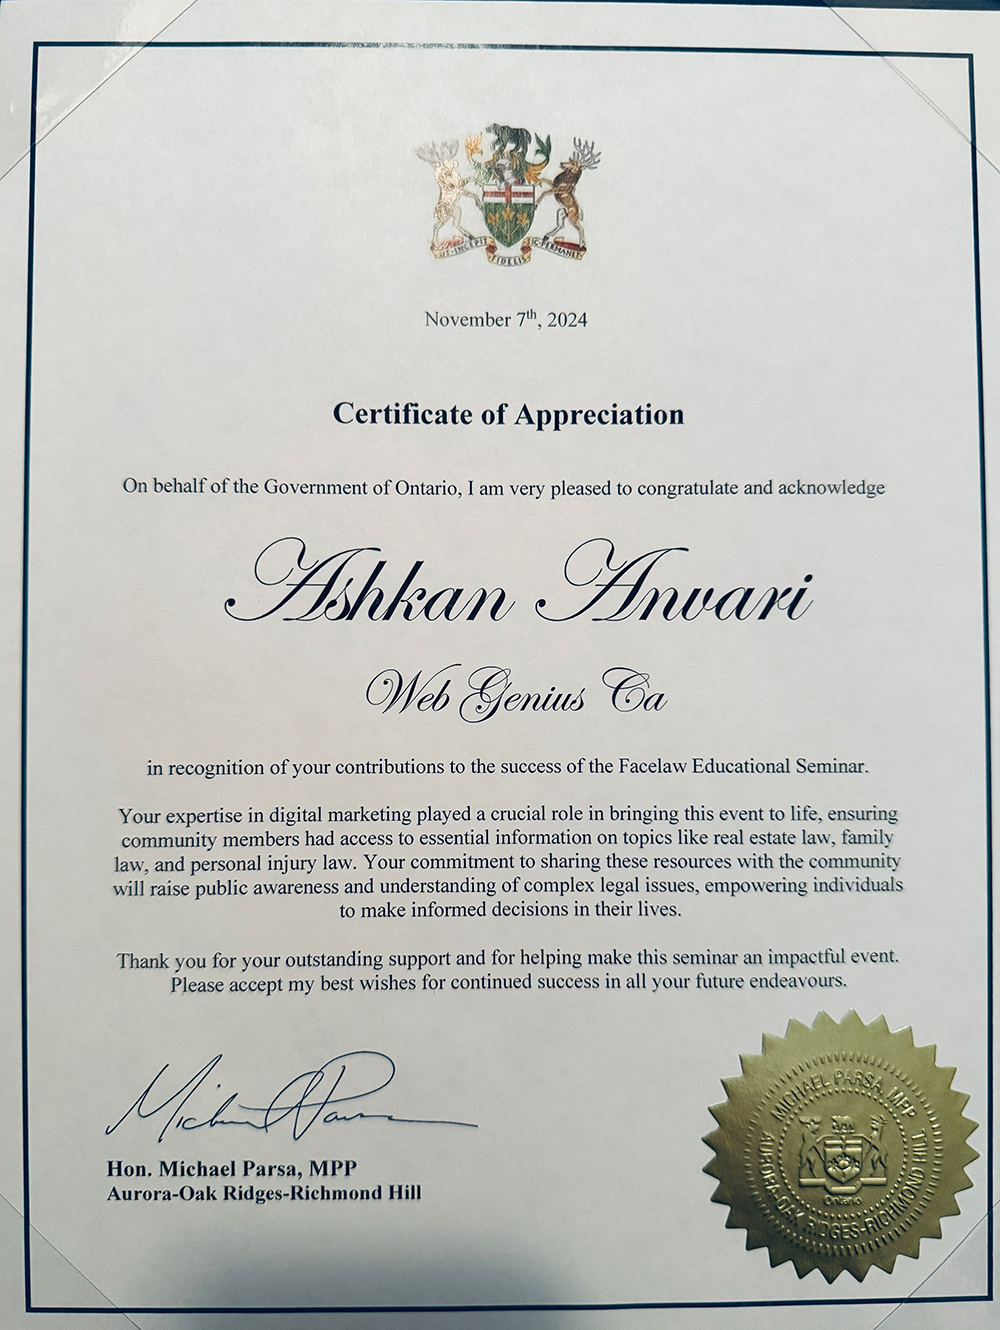 UT·INCEPIT
FIDELIS
SIC·PERMANET
November 7th, 2024
Certificate of Appreciation
On behalf of the Government of Ontario, I am very pleased to congratulate and acknowledge
Ashkan Anvari
Web Genius Ca
in recognition of your contributions to the success of the Facelaw Educational Seminar.
Your expertise in digital marketing played a crucial role in bringing this event to life, ensuring
community members had access to essential information on topics like real estate law, family
law, and personal injury law. Your commitment to sharing these resources with the community
will raise public awareness and understanding of complex legal issues, empowering individuals
to make informed decisions in their lives.
Thank you for your outstanding support and for helping make this seminar an impactful event.
Please accept my best wishes for continued success in all your future endeavours.
Hon. Michael Parsa, MPP
Aurora-Oak Ridges-Richmond Hill
MICHAEL PARSA, MPP
AURORA-OAK RIDGES-RICHMOND HILL
Ontario